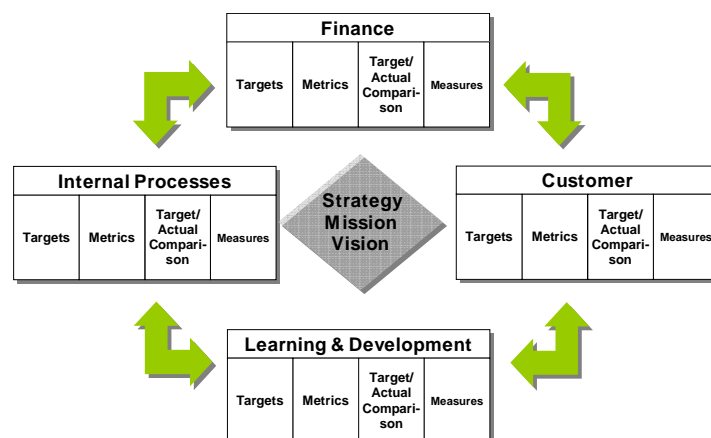 Finance
Targets
Metrics
Target/
Actual
Compari-
son
Measures
Internal Processes
Targets
Metrics
Target/
Actual
Compari-
son
Measures
Strategy
Mission
Vision
Customer
Targets
Metrics
Target/
Actual
Compari-
son
Measures
Learning & Development
Targets
Metrics
Target/
Actual
Compari-
son
Measures